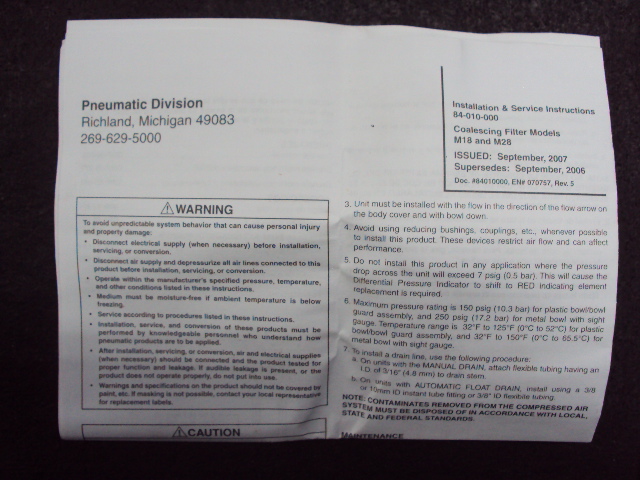 Pneumatic Division
Richland, Michigan 49083
269-629-5000
Installation & Service Instructions
84-010-000
Coalescing Filter Models
M18 and M28
ISSUED: September, 2007
Supersedes: September, 2006
Doc. #84010000, EN# 070757, Rev. 5
⚠WARNING
To avoid unpredictable system behavior that can cause personal injury
and property damage:
• Disconnect electrical supply (when necessary) before installation,
servicing, or conversion.
• Disconnect air supply and depressurize all air lines connected to this
product before installation, servicing, or conversion.
• Operate within the manufacturer's specified pressure, temperature,
and other conditions listed in these instructions.
• Medium must be moisture-free if ambient temperature is below
freezing.
• Service according to procedures listed in these instructions.
• Installation, service, and conversion of these products must be
performed by knowledgeable personnel who understand how
pneumatic products are to be applied.
• After installation, servicing, or conversion, air and electrical supplies
(when necessary) should be connected and the product tested for
proper function and leakage. If audible leakage is present, or the
product does not operate properly, do not put into use.
• Warnings and specifications on the product should not be covered by
paint, etc. If masking is not possible, contact your local representative
for replacement labels.
⚠CAUTION
3. Unit must be installed with the flow in the direction of the flow arrow on
the body cover and with bowl down.
4. Avoid using reducing bushings, couplings, etc., whenever possible
to install this product. These devices restrict air flow and can affect
performance.
5. Do not install this product in any application where the pressure
drop across the unit will exceed 7 psig (0.5 bar). This will cause the
Differential Pressure Indicator to shift to RED indicating element
replacement is required.
6. Maximum pressure rating is 150 psig (10.3 bar) for plastic bowl/bowl
guard assembly, and 250 psig (17.2 bar) for metal bowl with sight
gauge. Temperature range is 32°F to 125°F (0°C to 52°C) for plastic
bowl/bowl guard assembly, and 32°F to 150°F (0°C to 65.5°C) for
metal bowl with sight gauge.
7. To install a drain line, use the following procedure:
a. On units with the MANUAL DRAIN, attach flexible tubing having an
I.D. of 3/16" (4.8 mm) to drain stem.
b. On units with AUTOMATIC FLOAT DRAIN, install using a 3/8
or 10mm ID instant tube fitting or 3/8" ID flexible tubing.
NOTE: CONTAMINATES REMOVED FROM THE COMPRESSED AIR
SYSTEM MUST BE DISPOSED OF IN ACCORDANCE WITH LOCAL,
STATE AND FEDERAL STANDARDS.
MAINTENANCE